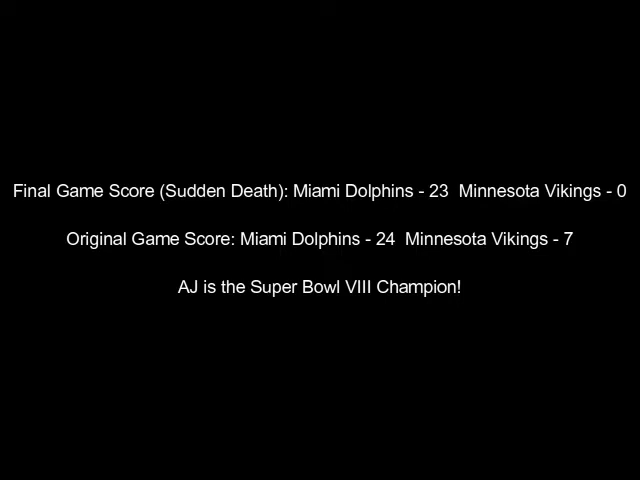 Final Game Score (Sudden Death): Miami Dolphins - 23  Minnesota Vikings - 0
Original Game Score: Miami Dolphins - 24  Minnesota Vikings - 7
AJ is the Super Bowl VIII Champion!